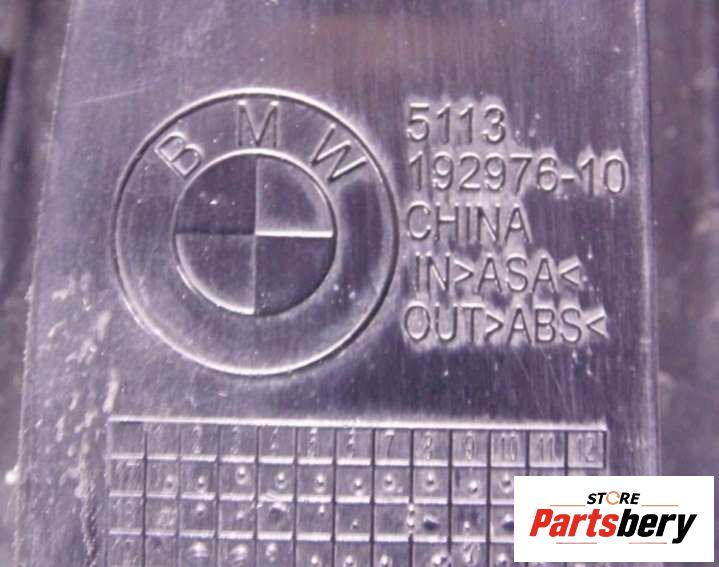 BMW
5113
192976-10
CHINA
IN>ASA<
OUT>ABS<
1 2 3 4 5 6 7 8 9 10 11 12
17
STORE
Partsbery